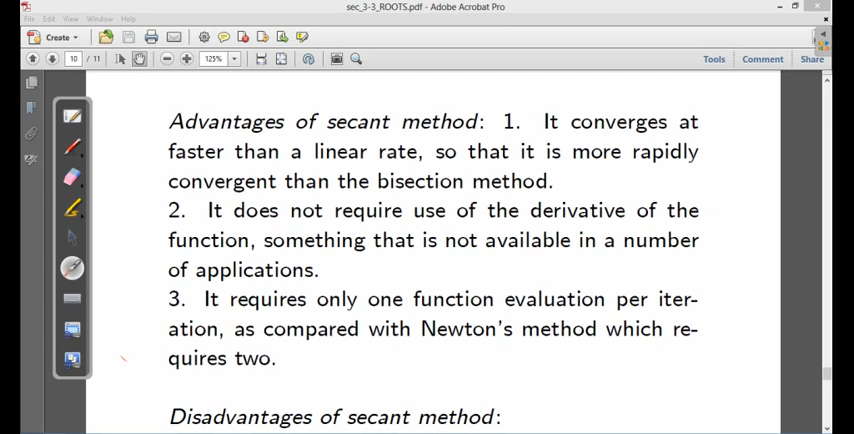 sec_3-3_ROOTS.pdf - Adobe Acrobat Pro
File Edit View Window Help
Create
10 / 11 125% Tools Comment Share
Advantages of secant method: 1. It converges at
faster than a linear rate, so that it is more rapidly
convergent than the bisection method.
2. It does not require use of the derivative of the
function, something that is not available in a number
of applications.
3. It requires only one function evaluation per iter-
ation, as compared with Newton's method which re-
quires two.
Disadvantages of secant method: